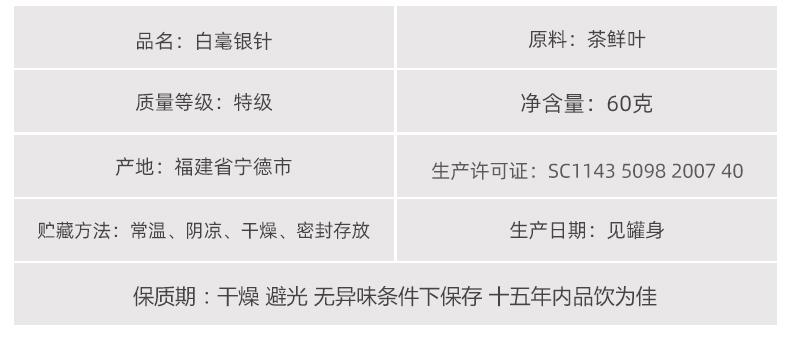 品名：白毫银针
原料：茶鲜叶
质量等级：特级
净含量：60克
产地：福建省宁德市
生产许可证：SC1143 5098 2007 40
贮藏方法：常温、阴凉、干燥、密封存放
生产日期：见罐身
保质期：干燥 避光 无异味条件下保存 十五年内品饮为佳